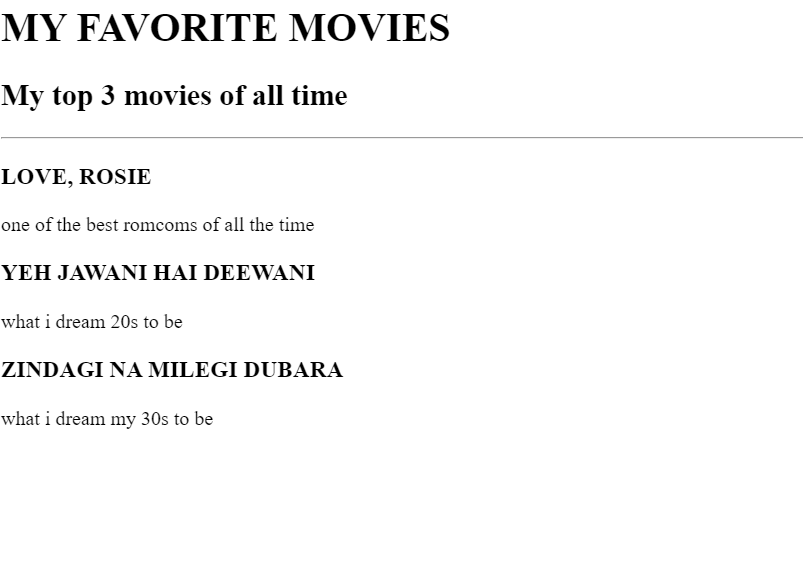 MY FAVORITE MOVIES
My top 3 movies of all time
LOVE, ROSIE
one of the best romcoms of all the time
YEH JAWANI HAI DEEWANI
what i dream 20s to be
ZINDAGI NA MILEGI DUBARA
what i dream my 30s to be